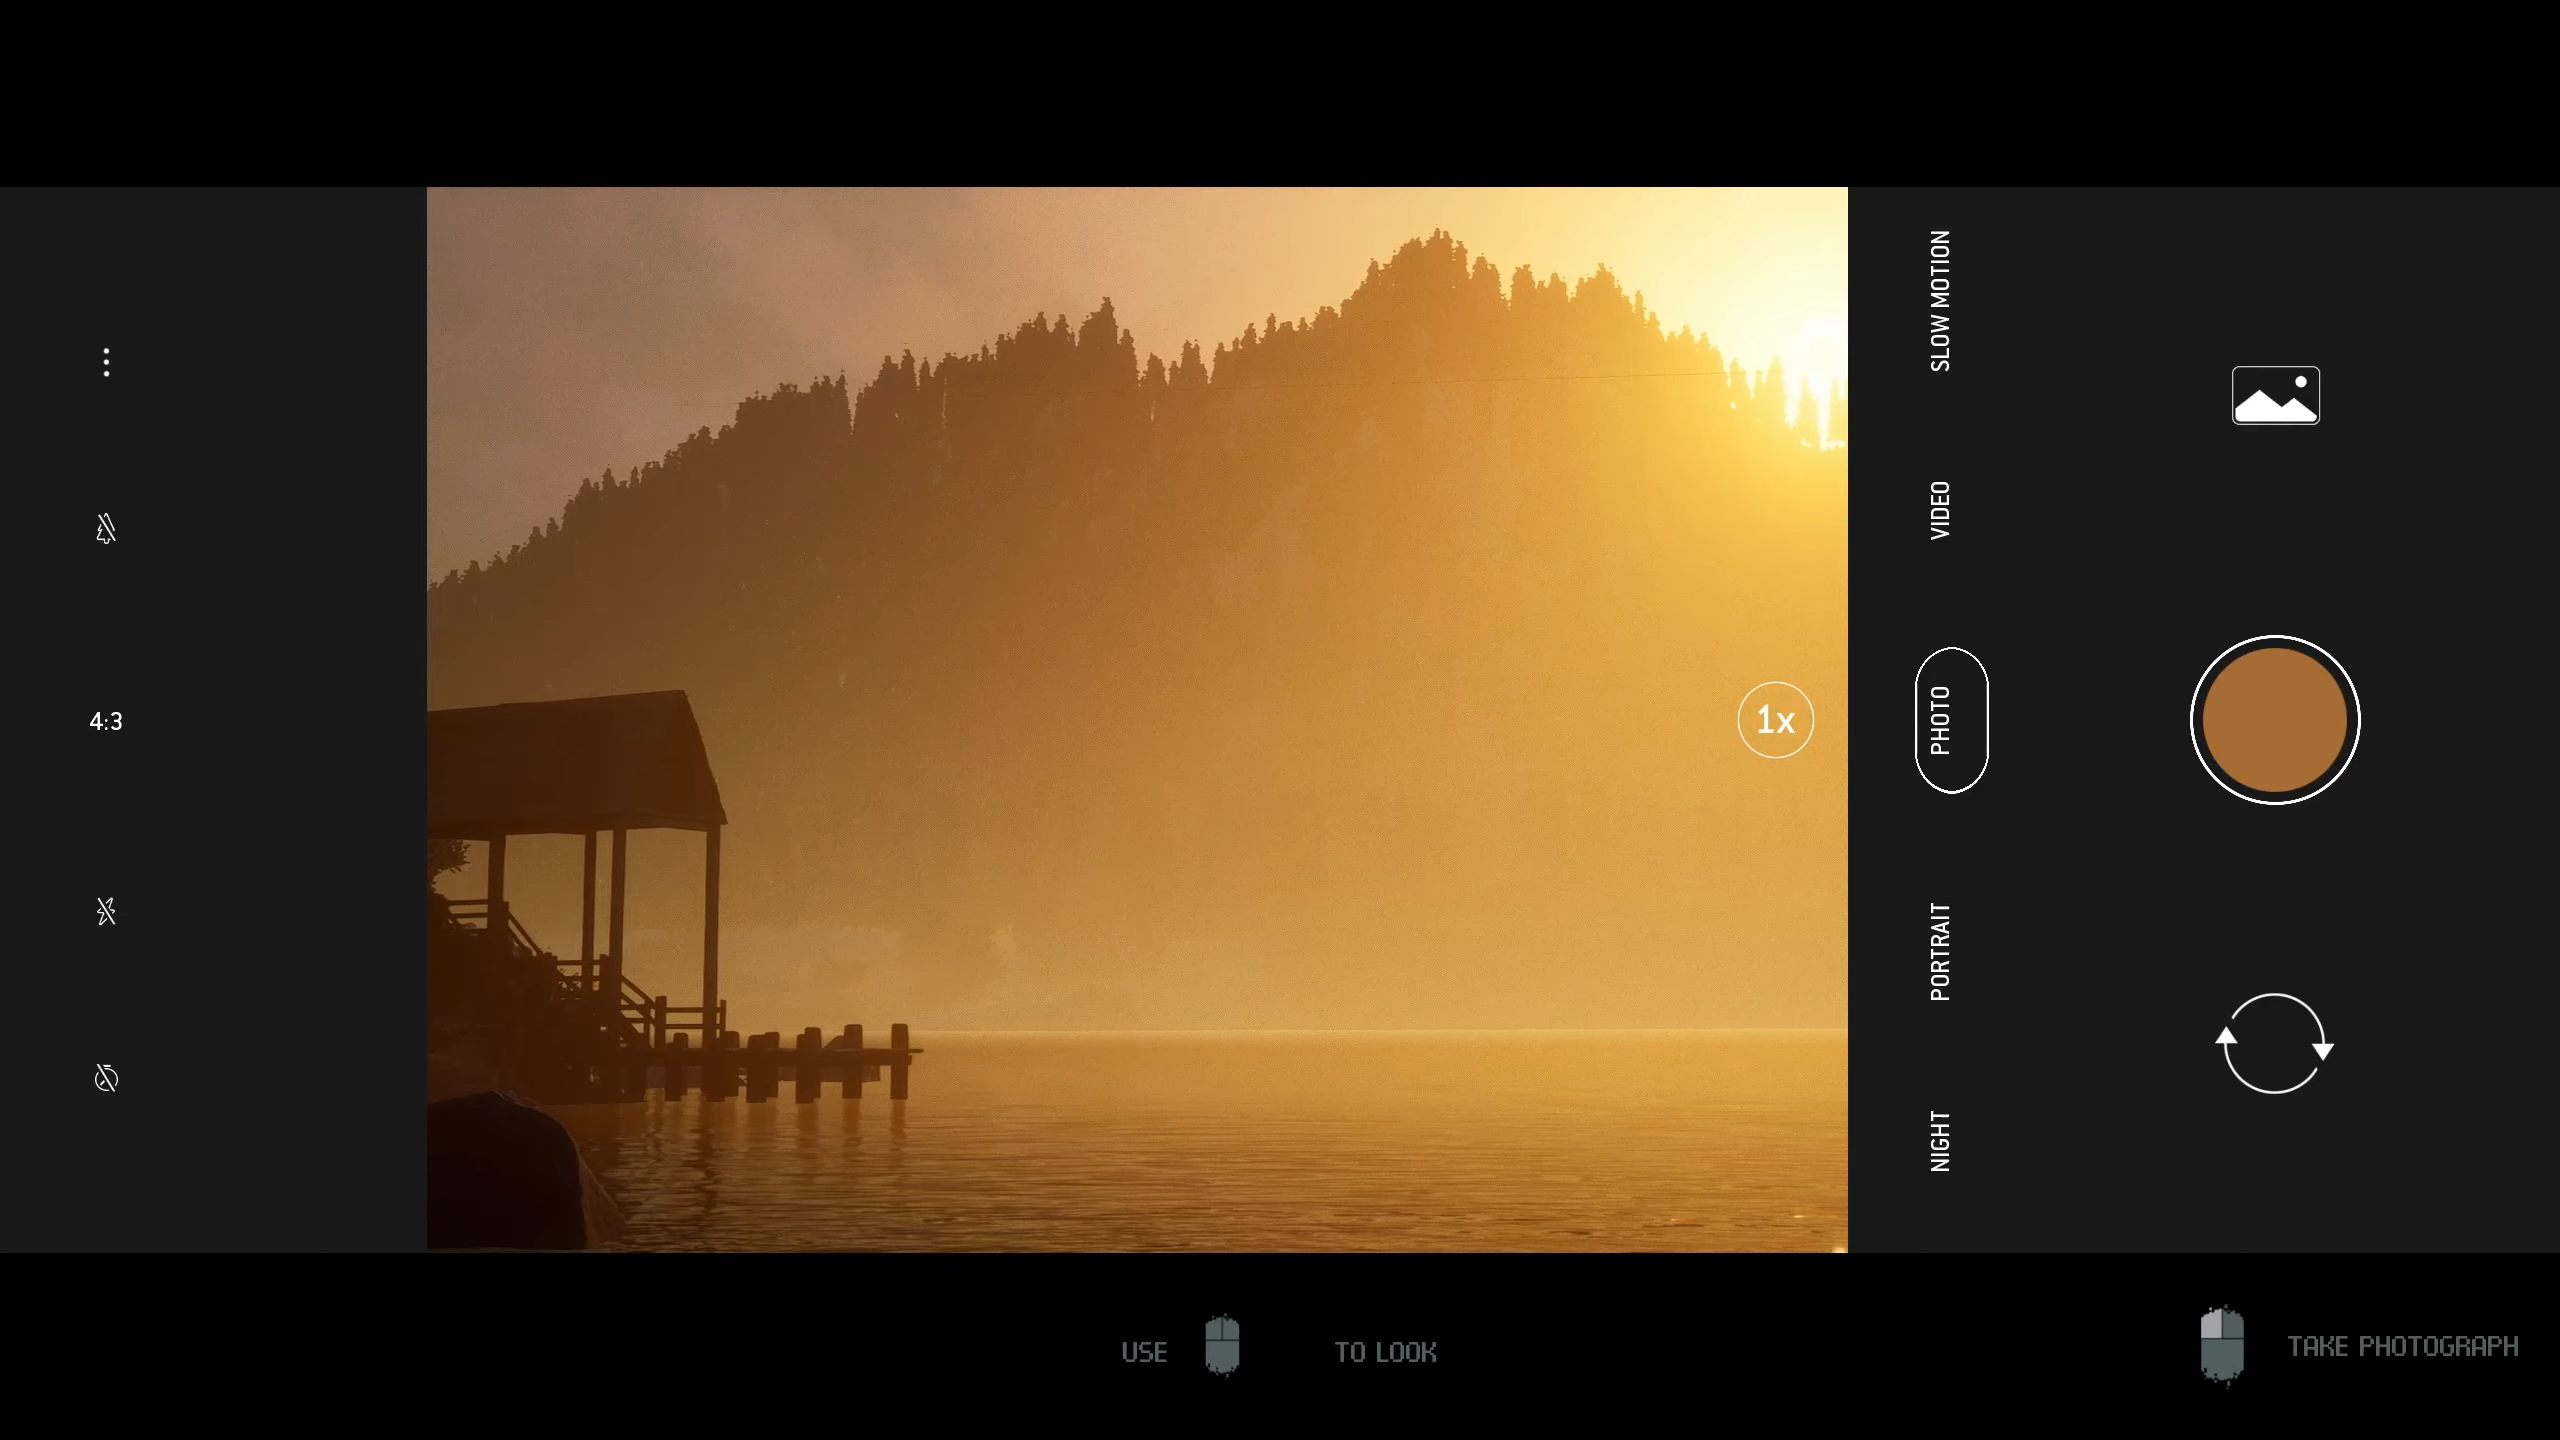 SLOW MOTION
VIDEO
4:3
1x
PHOTO
PORTRAIT
NIGHT
USE TO LOOK
TAKE PHOTOGRAPH